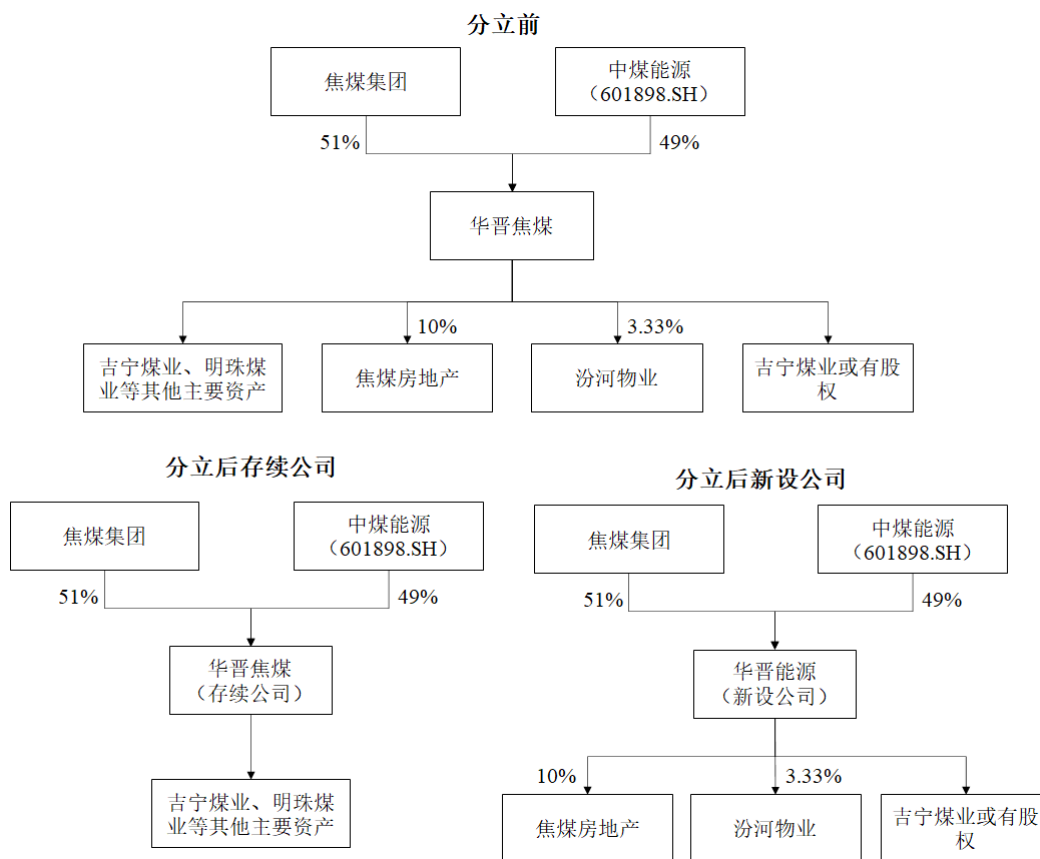 分立前
焦煤集团
中煤能源
（601898.SH）
51%
49%
华晋焦煤
10%
3.33%
吉宁煤业、明珠煤
业等其他主要资产
焦煤房地产
汾河物业
吉宁煤业或有股
权
分立后存续公司
焦煤集团
中煤能源
（601898.SH）
51%
49%
华晋焦煤
（存续公司）
吉宁煤业、明珠煤
业等其他主要资产
分立后新设公司
焦煤集团
中煤能源
（601898.SH）
51%
49%
华晋能源
（新设公司）
10%
3.33%
焦煤房地产
汾河物业
吉宁煤业或有股
权